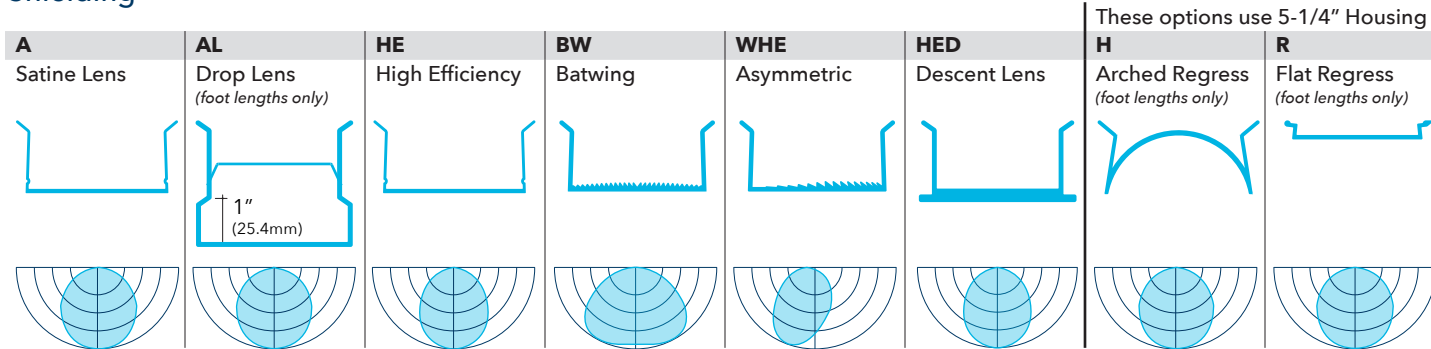 Shielding
These options use 5-1/4” Housing
A
AL
HE
BW
WHE
HED
H
R
Satine Lens
Drop Lens
(foot lengths only)
High Efficiency
Batwing
Asymmetric
Descent Lens
Arched Regress
(foot lengths only)
Flat Regress
(foot lengths only)
1”
(25.4mm)